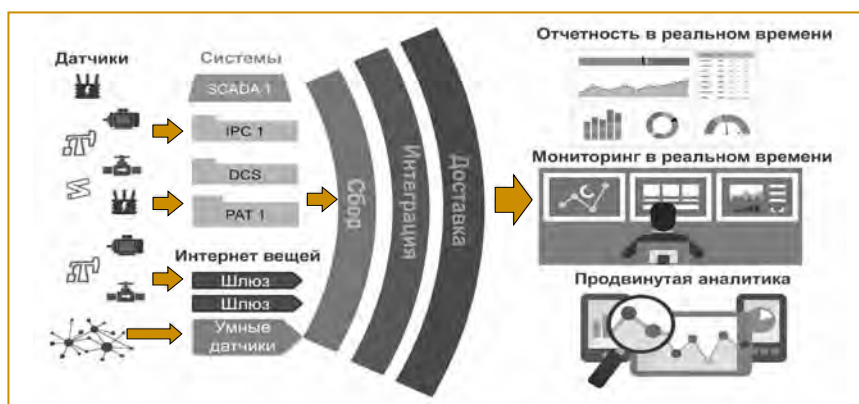 Датчики
Системы
SCADA 1
IPC 1
DCS
PAT 1
Интернет вещей
Шлюз
Шлюз
Умные
датчики
Сбор
Интеграция
Доставка
Отчетность в реальном времени
Мониторинг в реальном времени
Продвинутая аналитика